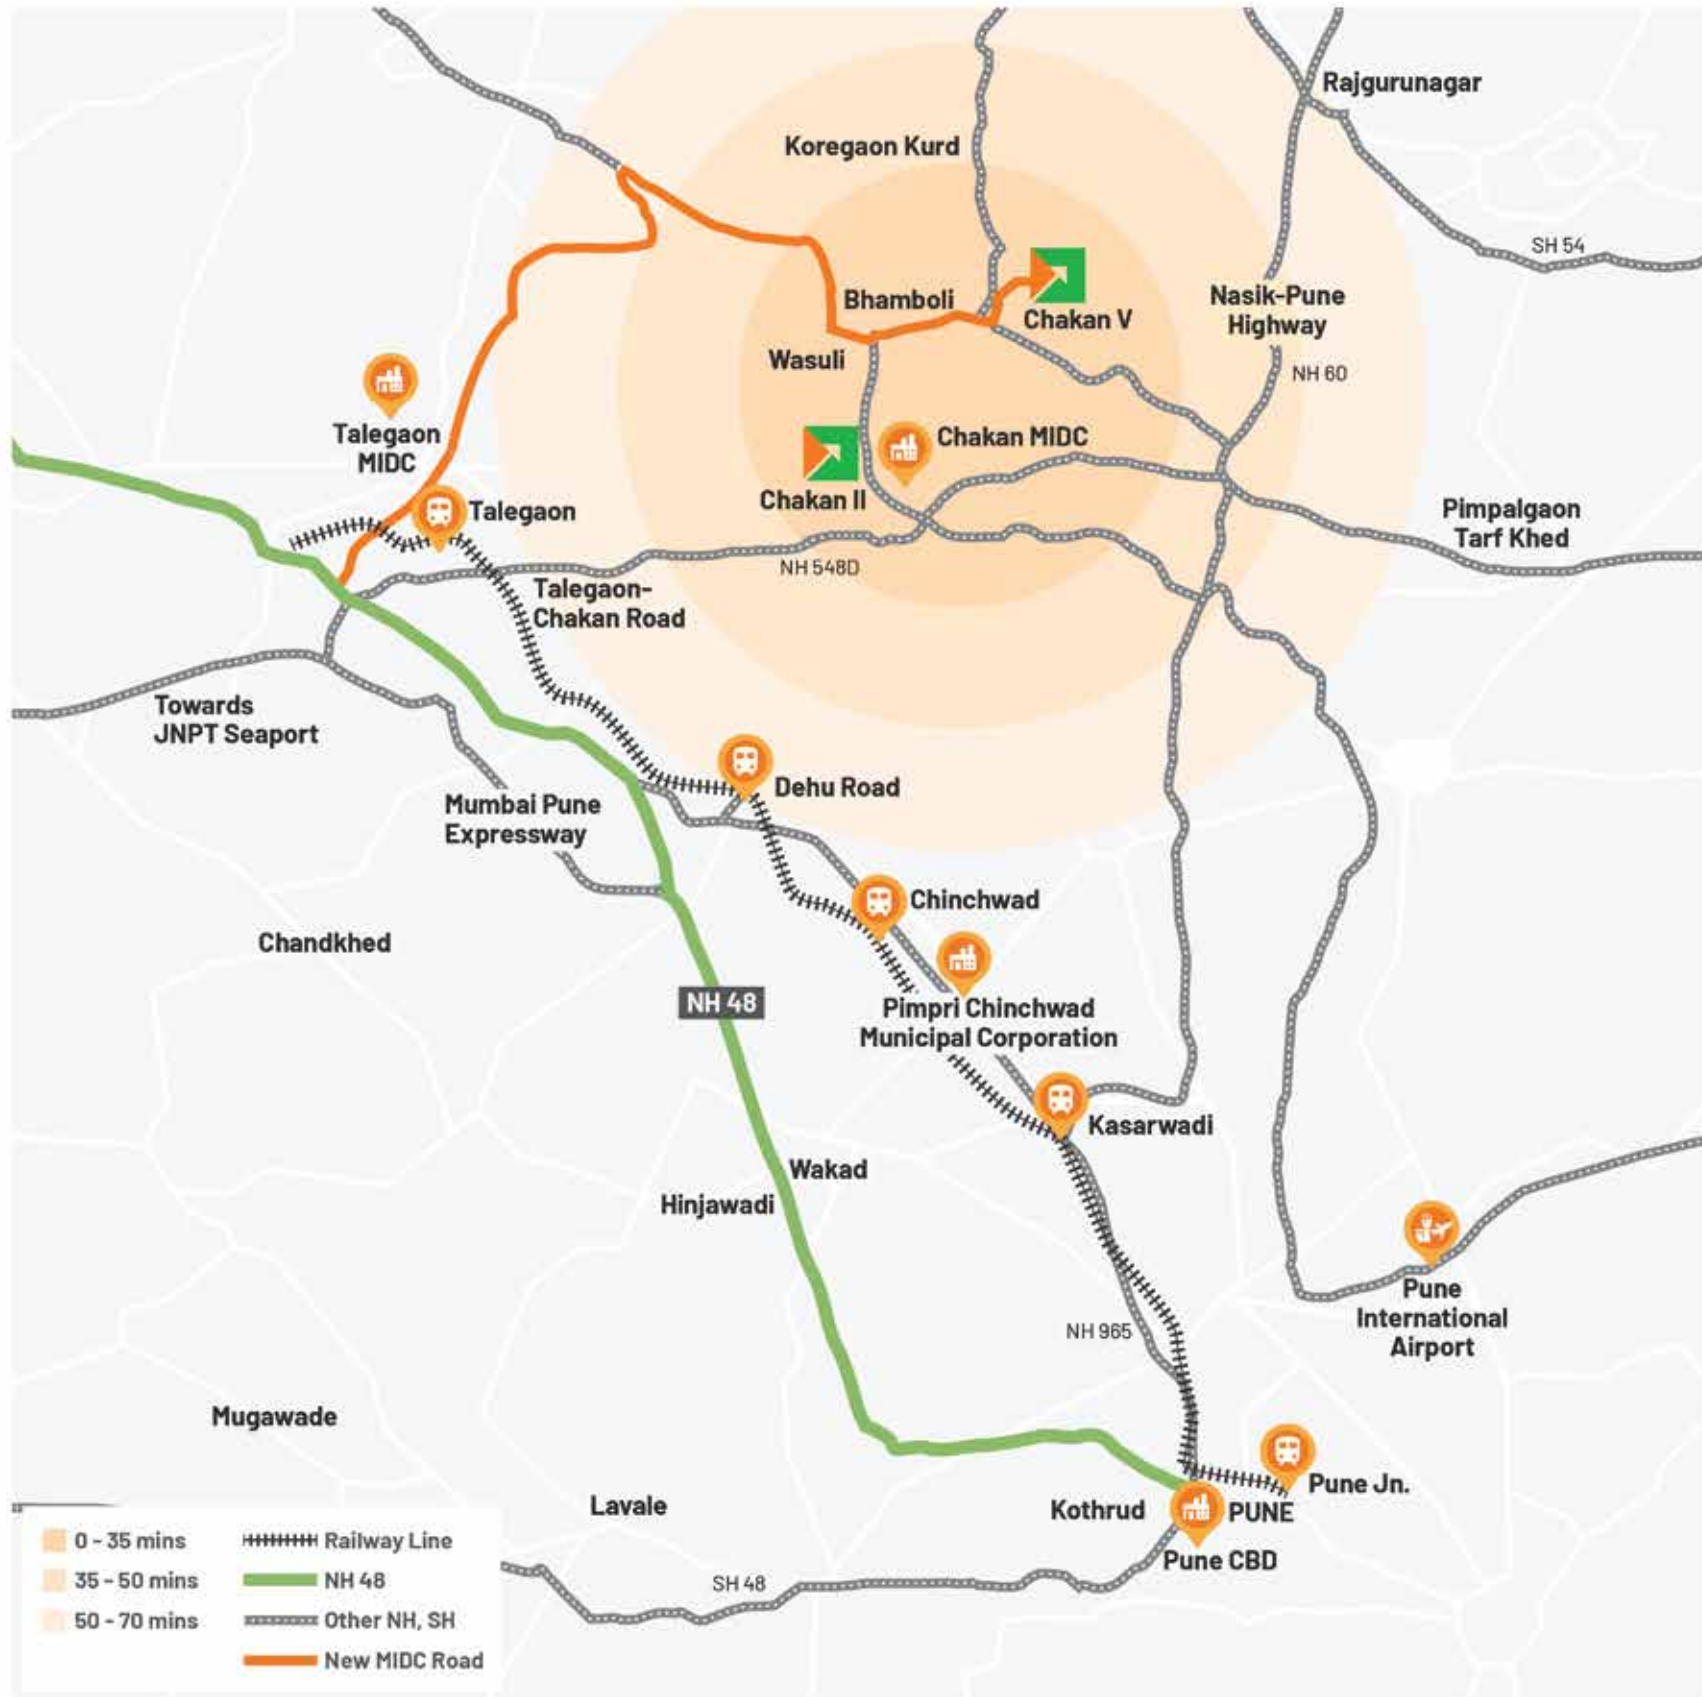 Rajgurunagar
Koregaon Kurd
SH 54
Bhamboli
Nasik-Pune
Highway
Chakan V
Wasuli
NH 60
Talegaon
MIDC
Chakan MIDC
Chakan II
Talegaon
Pimpalgaon
Tarf Khed
NH 548D
Talegaon-
Chakan Road
Towards
JNPT Seaport
Dehu Road
Mumbai Pune
Expressway
Chinchwad
Chandkhed
NH 48
Pimpri Chinchwad
Municipal Corporation
Kasarwadi
Wakad
Hinjawadi
Pune
International
Airport
NH 965
Mugawade
Pune Jn.
Lavale
Kothrud
PUNE
Pune CBD
SH 48
0 - 35 mins
35 - 50 mins
50 - 70 mins
Railway Line
NH 48
Other NH, SH
New MIDC Road